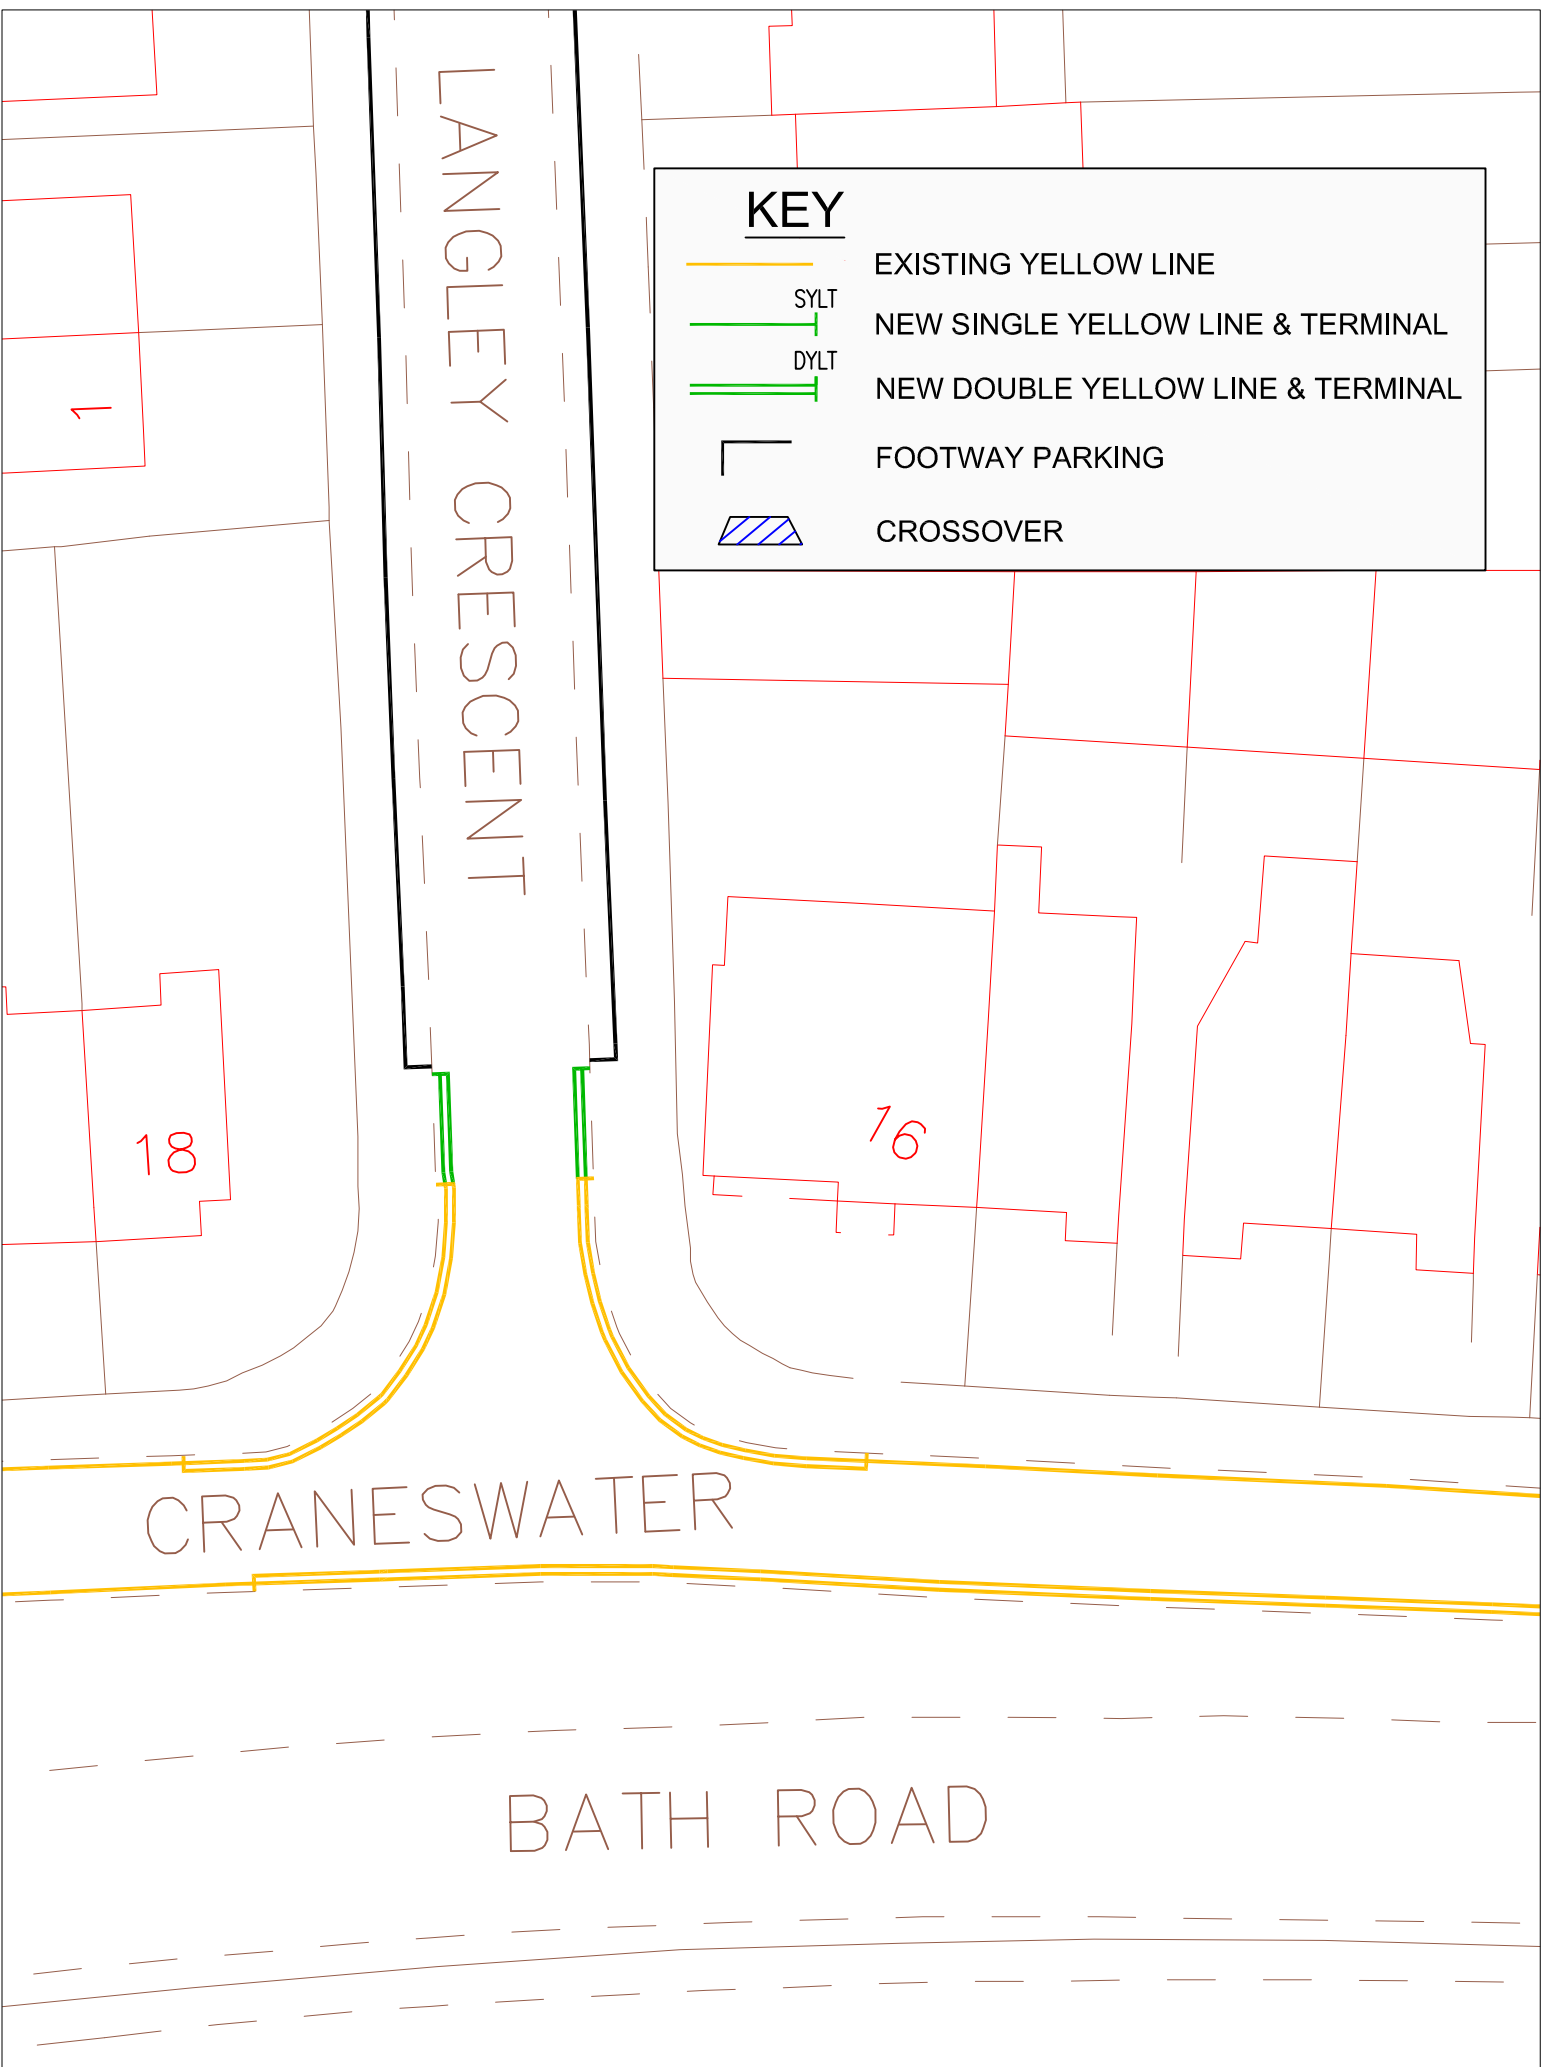 LANGLEY CRESCENT
KEY
EXISTING YELLOW LINE
SYLT
NEW SINGLE YELLOW LINE & TERMINAL
DYLT
NEW DOUBLE YELLOW LINE & TERMINAL
FOOTWAY PARKING
CROSSOVER
1
18
16
CRANESWATER
BATH ROAD